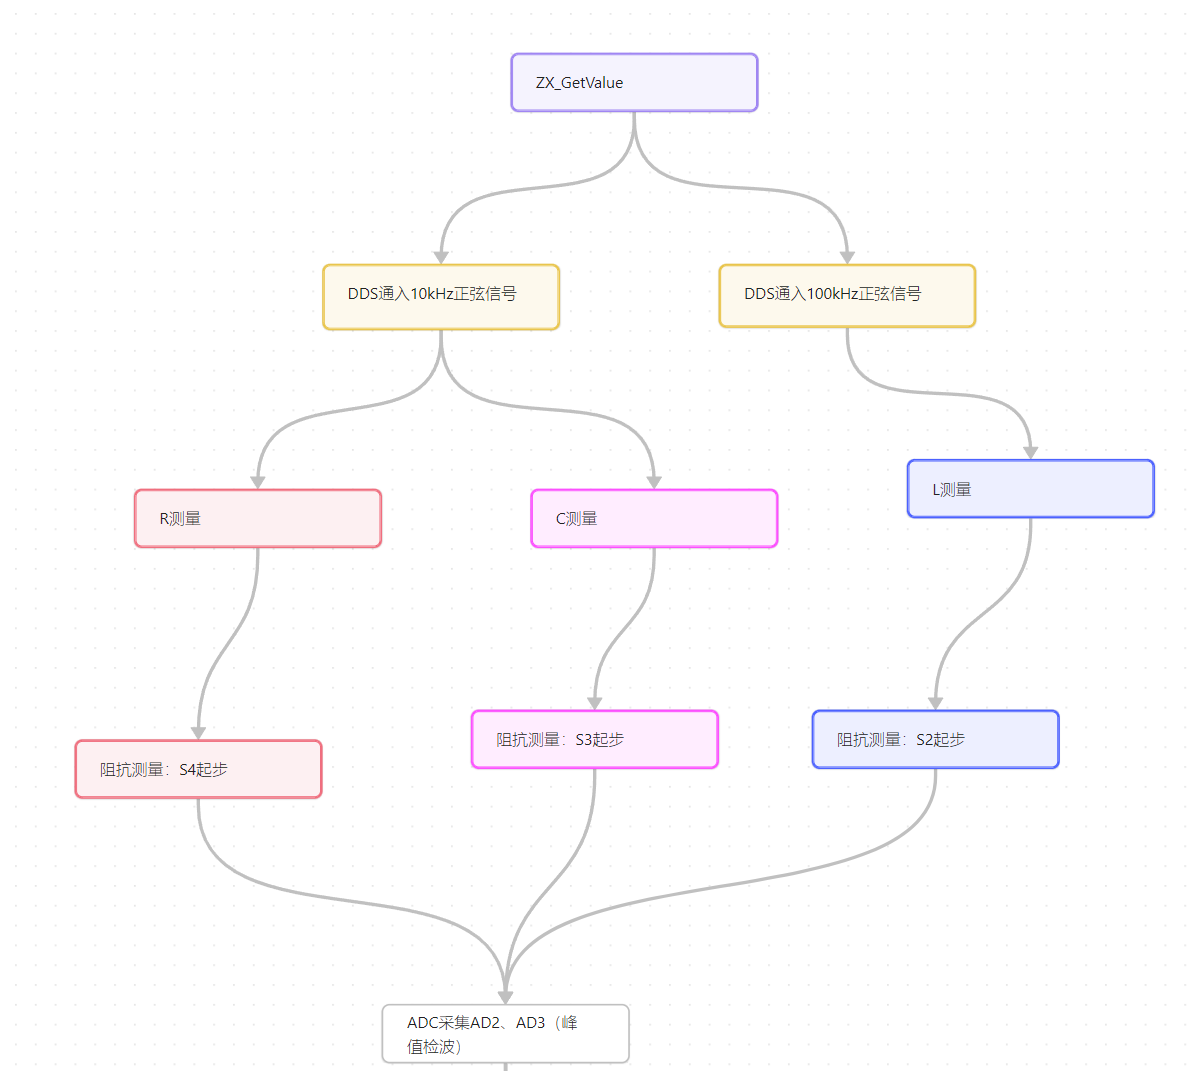 ZX_GetValue
DDS通入10kHz正弦信号
DDS通入100kHz正弦信号
L测量
R测量
C测量
阻抗测量：S3起步
阻抗测量：S2起步
阻抗测量：S4起步
ADC采集AD2、AD3（峰
值检波）